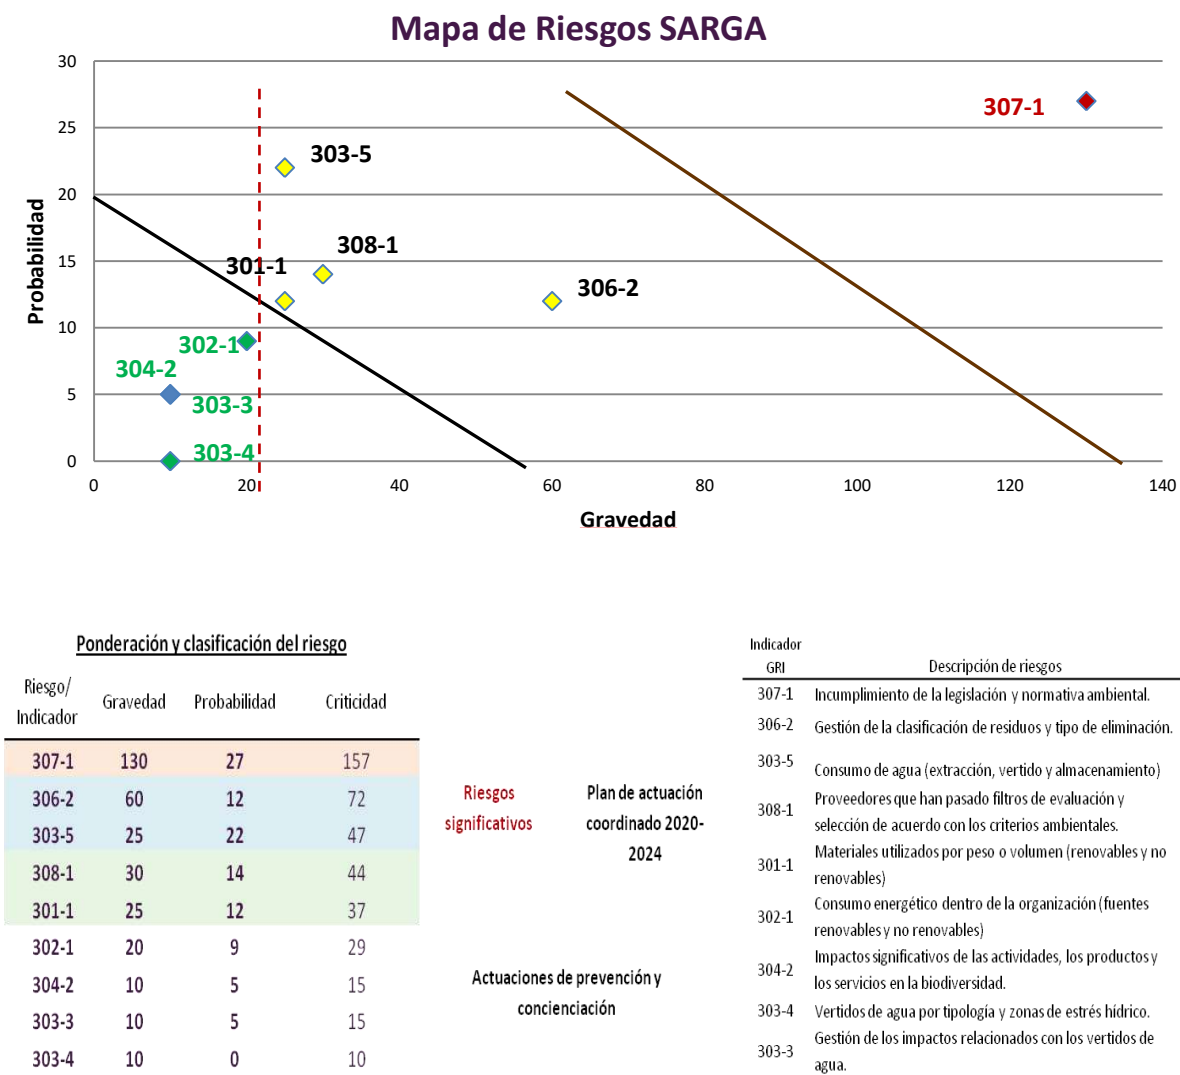 Mapa de Riesgos SARGA
30
25
20
15
10
5
0
Probabilidad
307-1
303-5
308-1
301-1
306-2
302-1
304-2
303-3
303-4
0
20
40
60
80
100
120
140
Gravedad
Ponderación y clasificación del riesgo
Riesgo/
Indicador
Gravedad
Probabilidad
Criticidad
307-1 130 27 157
306-2 60 12 72
303-5 25 22 47
308-1 30 14 44
301-1 25 12 37
302-1 20 9 29
304-2 10 5 15
303-3 10 5 15
303-4 10 0 10
Riesgos
significativos
Plan de actuación
coordinado 2020-
2024
Actuaciones de prevención y
concienciación
Indicador
GRI
Descripción de riesgos
307-1 Incumplimiento de la legislación y normativa ambiental.
306-2 Gestión de la clasificación de residuos y tipo de eliminación.
303-5 Consumo de agua (extracción, vertido y almacenamiento)
308-1 Proveedores que han pasado filtros de evaluación y
selección de acuerdo con los criterios ambientales.
301-1 Materiales utilizados por peso o volumen (renovables y no
renovables)
302-1 Consumo energético dentro de la organización (fuentes
renovables y no renovables)
304-2 Impactos significativos de las actividades, los productos y
los servicios en la biodiversidad.
303-4 Vertidos de agua por tipología y zonas de estrés hídrico.
303-3 Gestión de los impactos relacionados con los vertidos de
agua.